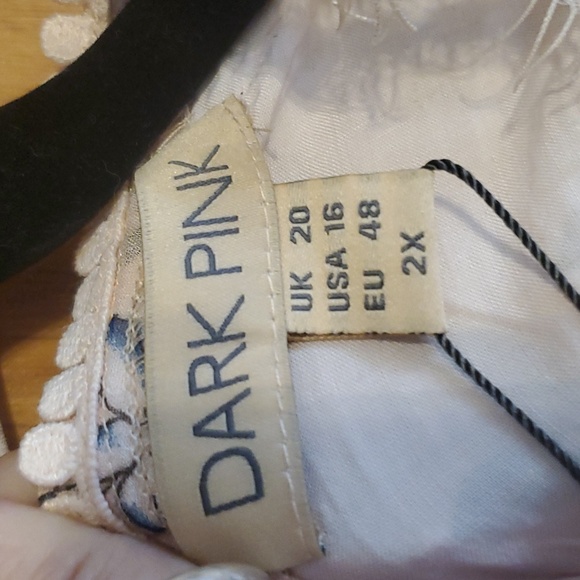 DARK PINK
UK 20
USA 16
EU 48
2X